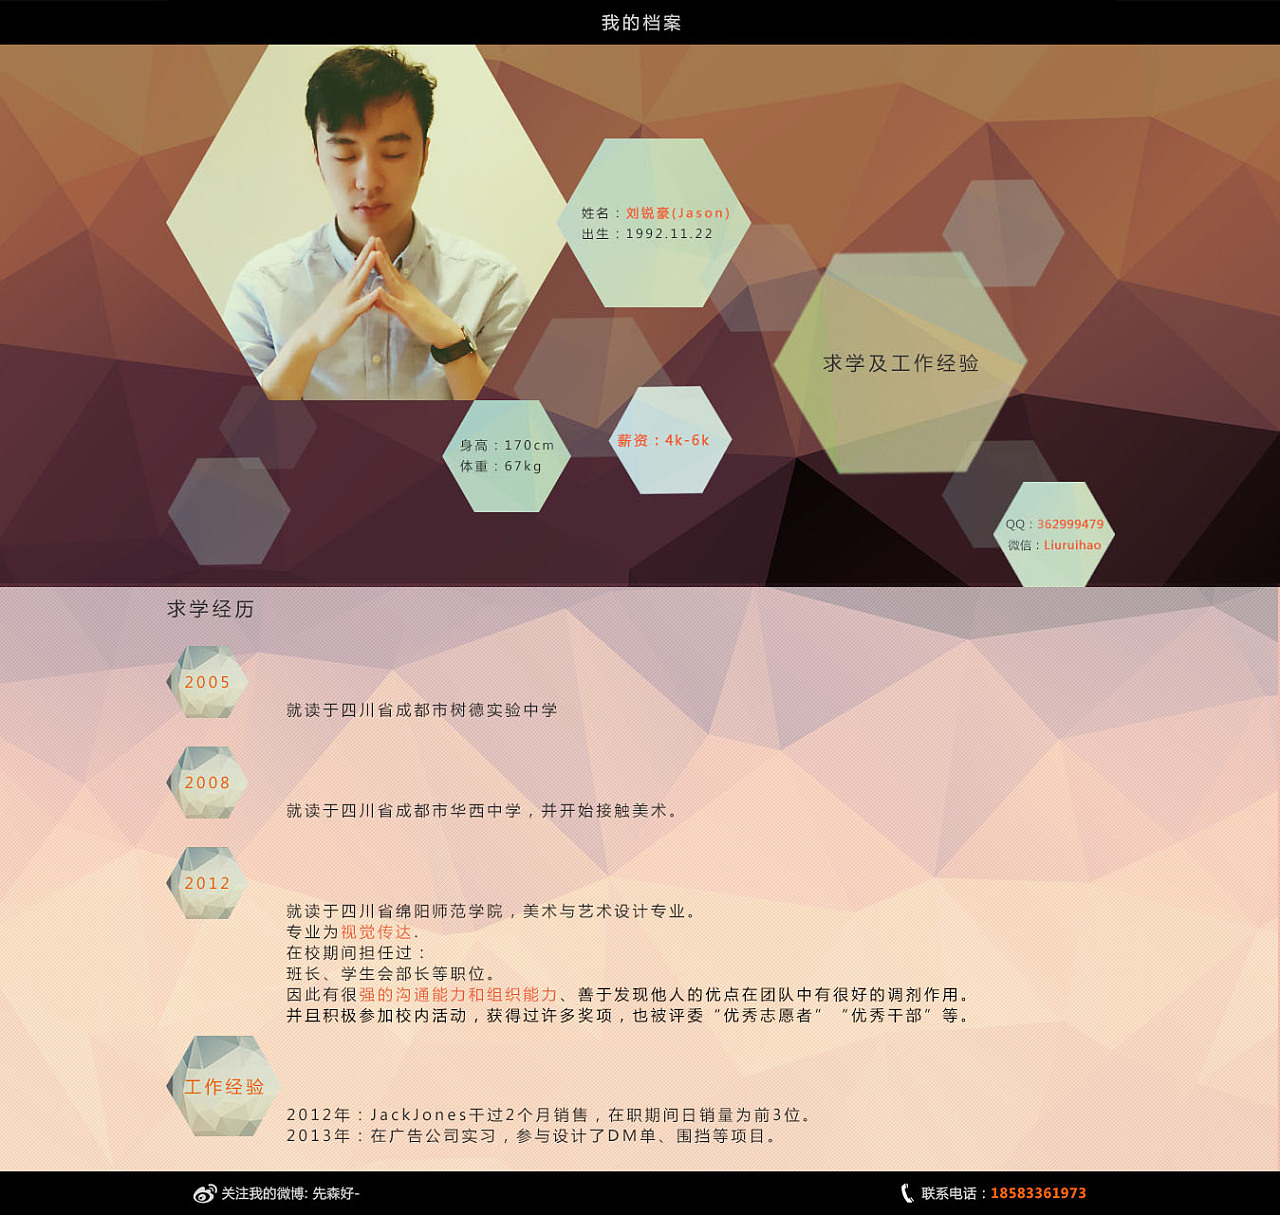 我的档案
姓名：刘锐豪(Jason)
出生：1992.11.22
求学及工作经验
身高：170cm
体重：67kg
薪资：4k-6k
QQ：362999479
微信：Liuruihao
求学经历
2005
就读于四川省成都市树德实验中学
2008
就读于四川省成都市华西中学，并开始接触美术。
2012
就读于四川省绵阳师范学院，美术与艺术设计专业。
专业为视觉传达.
在校期间担任过：
班长、学生会部长等职位。
因此有很强的沟通能力和组织能力、善于发现他人的优点在团队中有很好的调剂作用。
并且积极参加校内活动，获得过许多奖项，也被评委“优秀志愿者”“优秀干部”等。
工作经验
2012年：JackJones干过2个月销售，在职期间日销量为前3位。
2013年：在广告公司实习，参与设计了DM单、围挡等项目。
关注我的微博: 先森好-
联系电话：18583361973